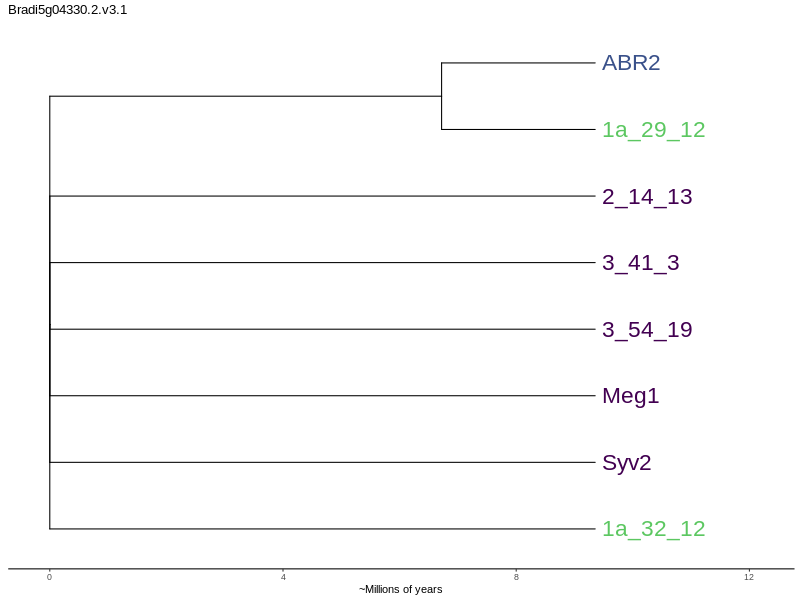 Bradi5g04330.2.v3.1
ABR2
1a_29_12
2_14_13
3_41_3
3_54_19
Meg1
Syv2
1a_32_12
0 4 8 12
~Millions of years